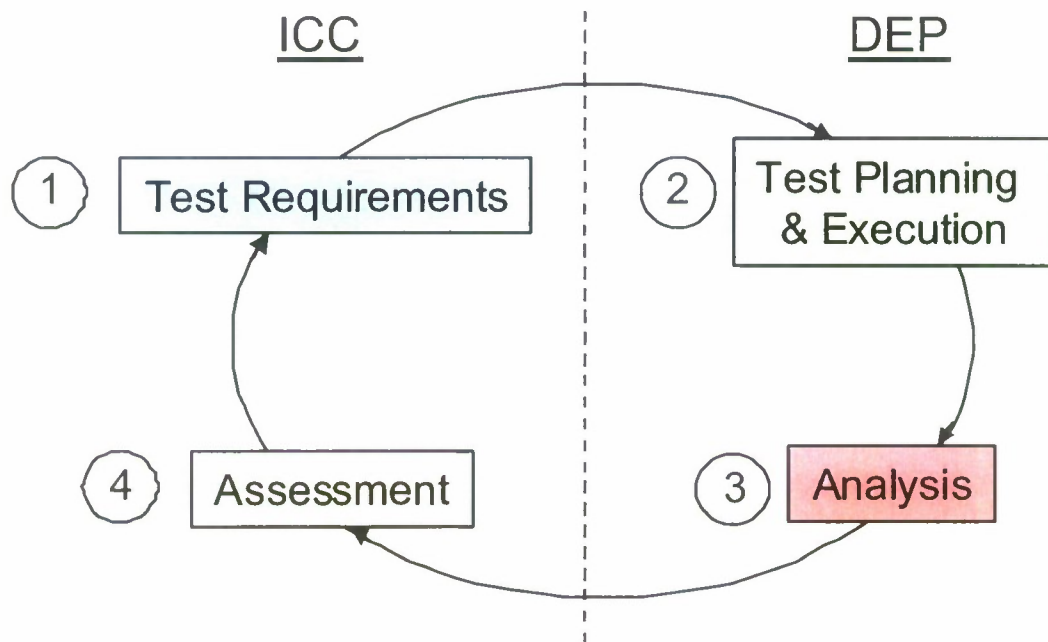 ICC
DEP
1
Test Requirements
2
Test Planning
& Execution
4
Assessment
3
Analysis